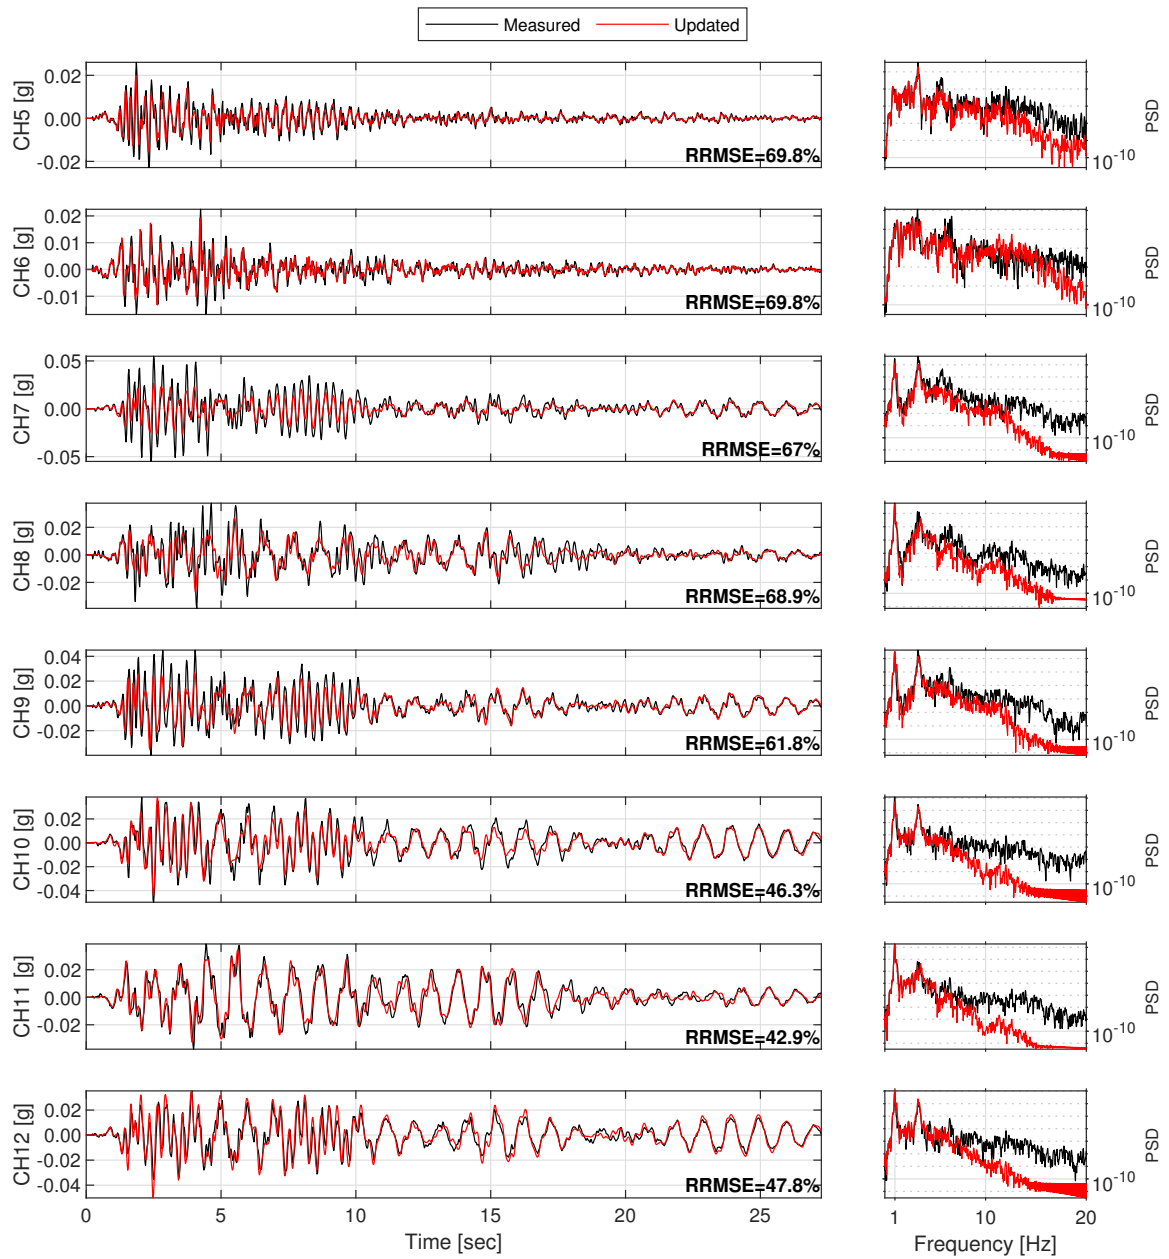 Measured Updated
CH5 [g]
0.02
0.00
-0.02
RRMSE=69.8%
10^-10
PSD
CH6 [g]
0.02
0.01
0.00
-0.01
RRMSE=69.8%
10^-10
PSD
CH7 [g]
0.05
0.00
-0.05
RRMSE=67%
10^-10
PSD
CH8 [g]
0.02
0.00
-0.02
RRMSE=68.9%
10^-10
PSD
CH9 [g]
0.04
0.02
0.00
-0.02
RRMSE=61.8%
10^-10
PSD
CH10 [g]
0.02
0.00
-0.02
-0.04
RRMSE=46.3%
10^-10
PSD
CH11 [g]
0.02
0.00
-0.02
RRMSE=42.9%
10^-10
PSD
CH12 [g]
0.02
0.00
-0.02
-0.04
RRMSE=47.8%
10^-10
PSD
0 5 10 15 20 25
Time [sec]
1 10 20
Frequency [Hz]